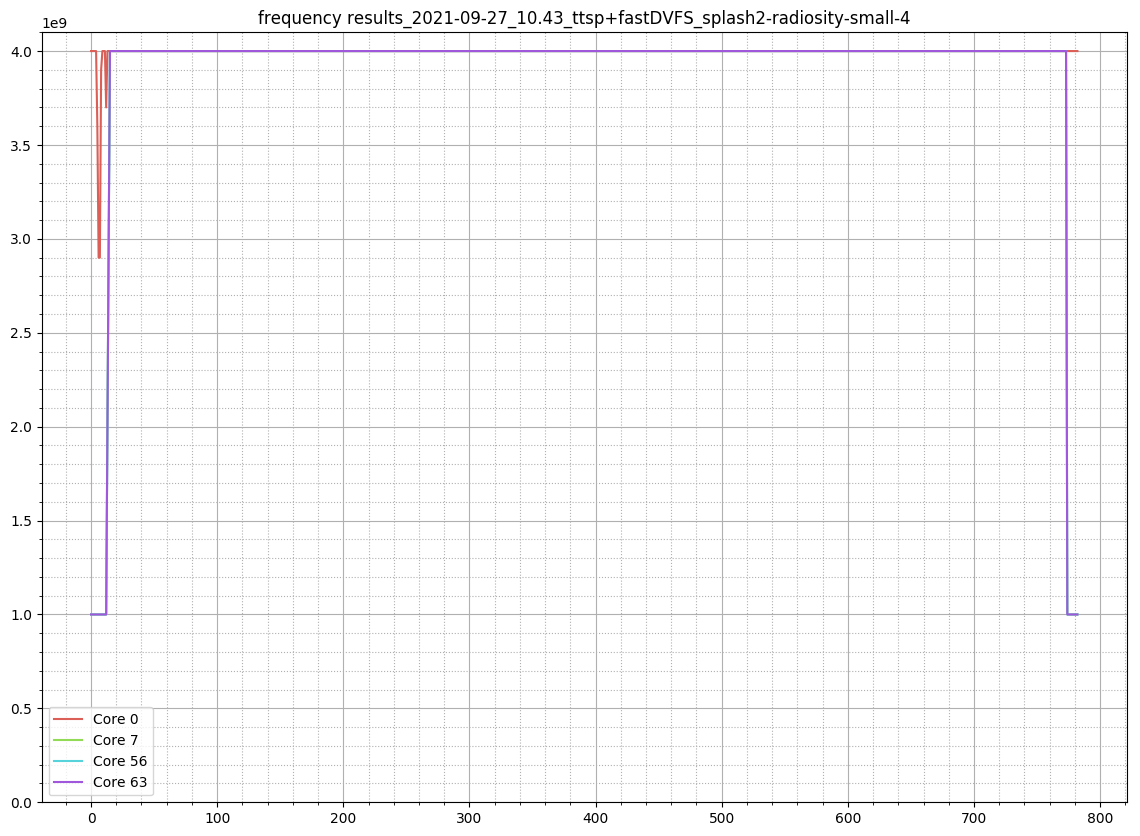 frequency results_2021-09-27_10.43_ttsp+fastDVFS_splash2-radiosity-small-4
1e9
4.0
3.5
3.0
2.5
2.0
1.5
1.0
0.5
0.0
Core 0
Core 7
Core 56
Core 63
0 100 200 300 400 500 600 700 800